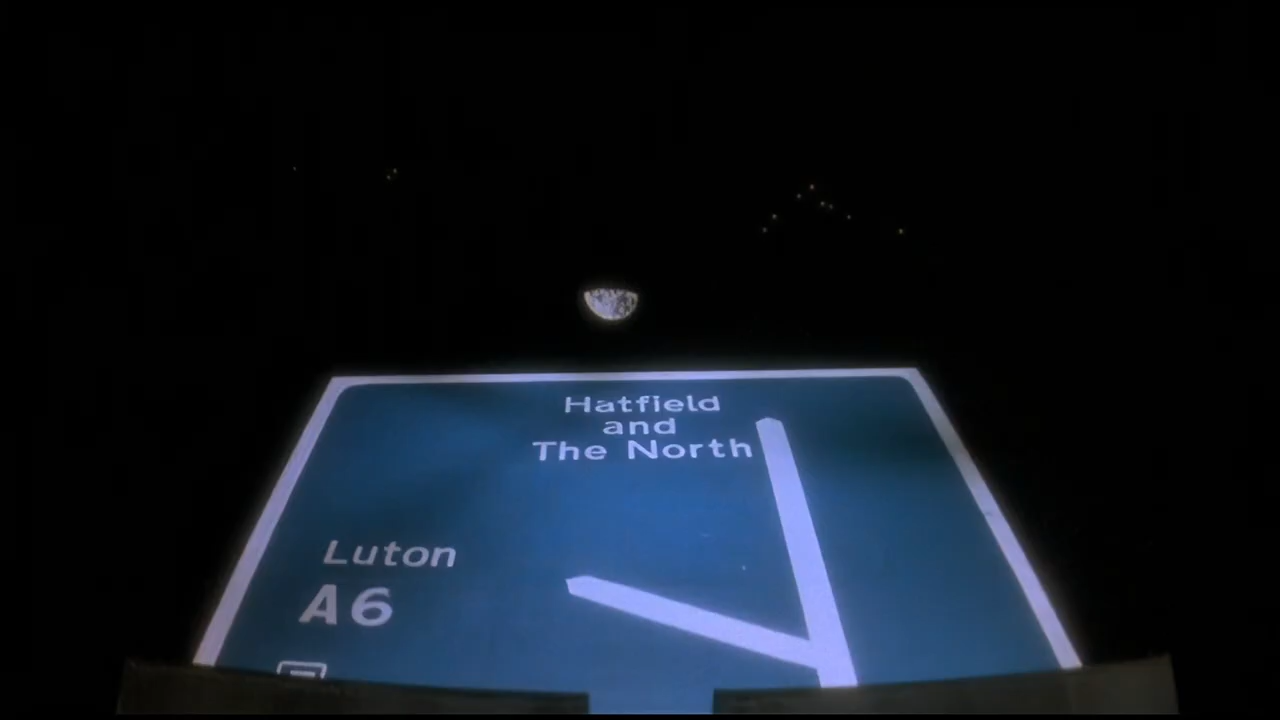 Hatfield
and
The North
Luton
A6